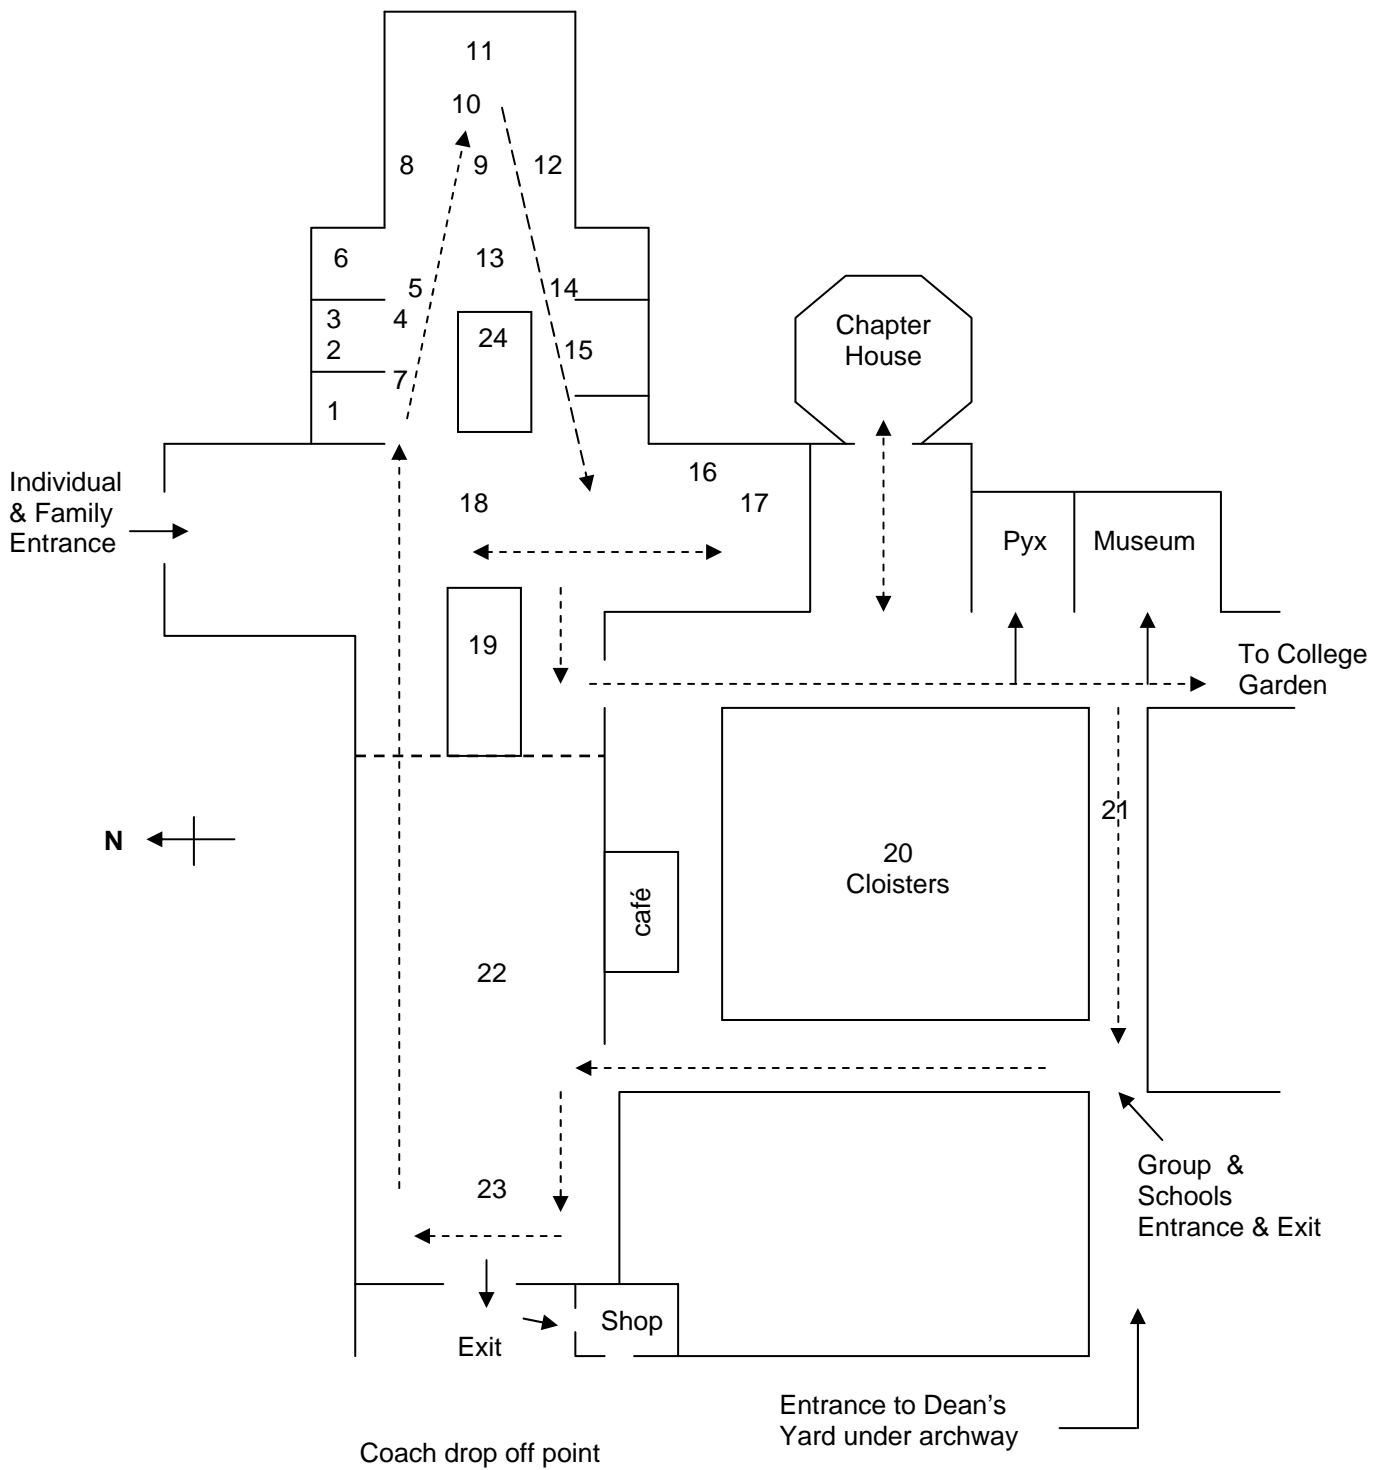 11
10
8
9
12
6
13
5
14
3
4
2
24
15
7
1
Chapter
House
Individual
& Family
Entrance
16
18
17
Pyx
Museum
19
To College
Garden
N
21
20
Cloisters
café
22
23
Group &
Schools
Entrance & Exit
Shop
Exit
Entrance to Dean's
Yard under archway
Coach drop off point